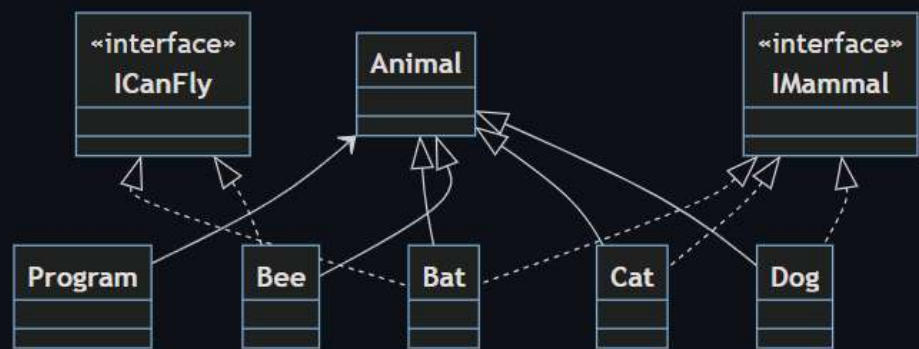 «interface»
ICanFly
Animal
«interface»
IMammal
Program
Bee
Bat
Cat
Dog